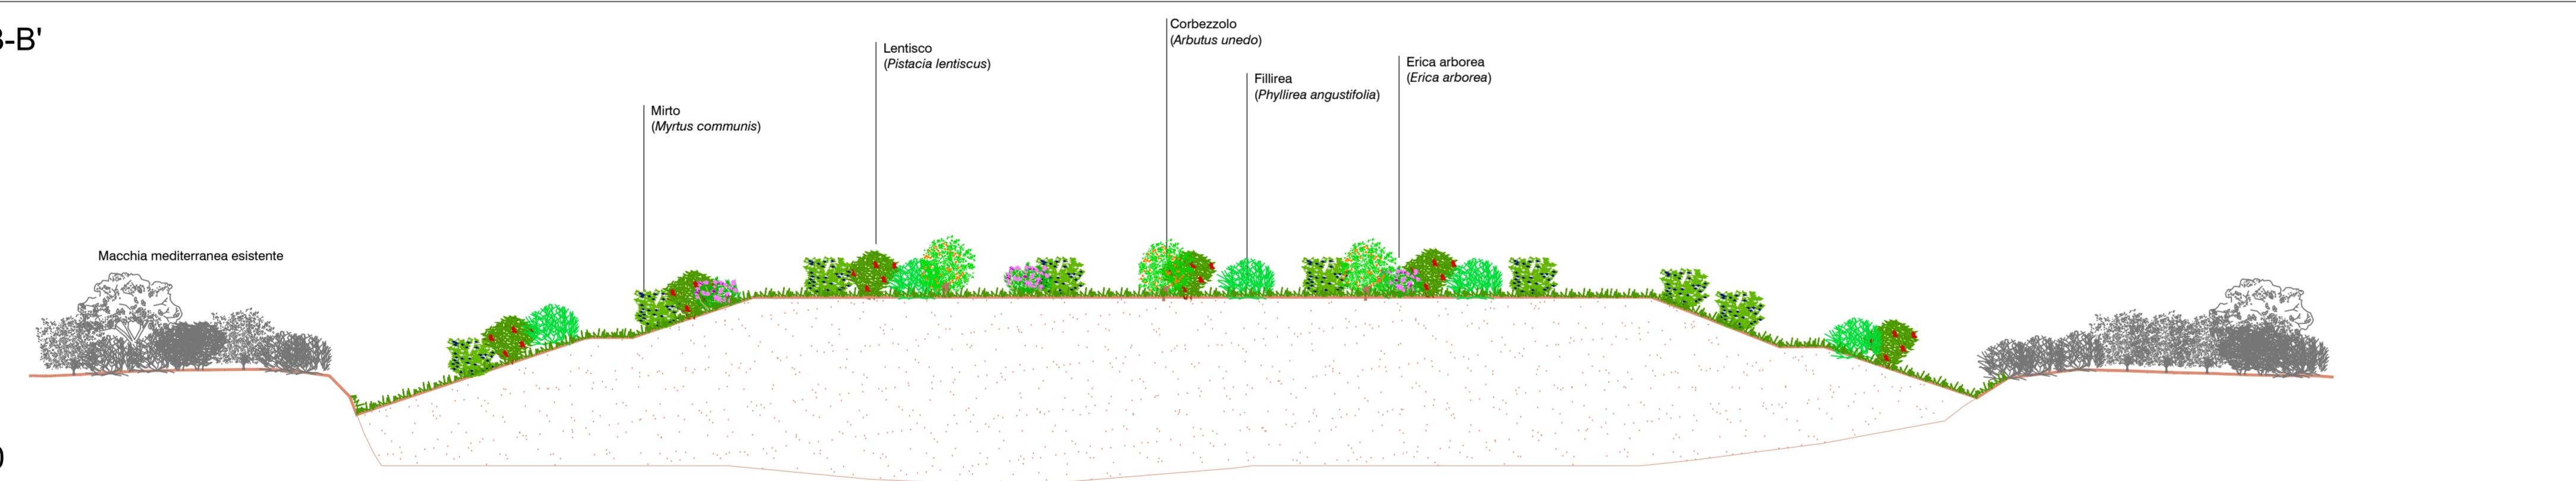 B-B'
Corbezzolo
(Arbutus unedo)
Lentisco
(Pistacia lentiscus)
Erica arborea
(Erica arborea)
Fillirea
(Phyllirea angustifolia)
Mirto
(Myrtus communis)
Macchia mediterranea esistente